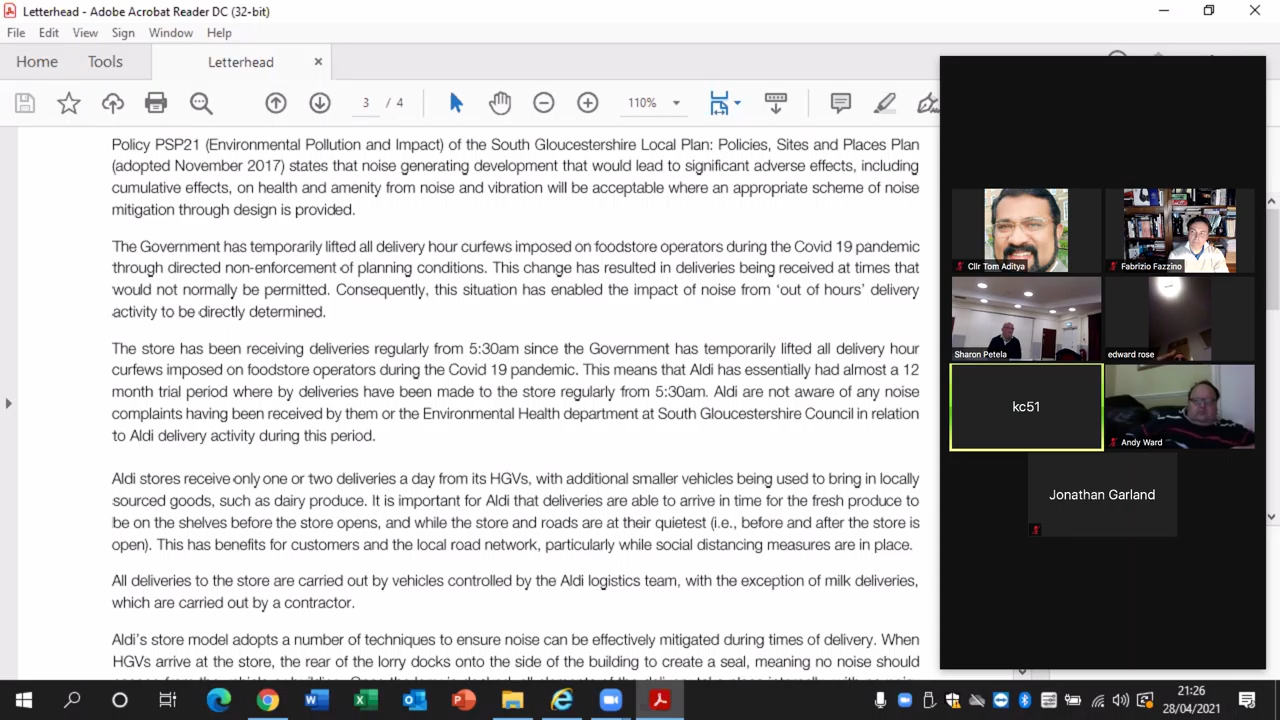 Letterhead - Adobe Acrobat Reader DC (32-bit)
File Edit View Sign Window Help
Home Tools Letterhead ×
3 / 4 110%
Policy PSP21 (Environmental Pollution and Impact) of the South Gloucestershire Local Plan: Policies, Sites and Places Plan
(adopted November 2017) states that noise generating development that would lead to significant adverse effects, including
cumulative effects, on health and amenity from noise and vibration will be acceptable where an appropriate scheme of noise
mitigation through design is provided.
The Government has temporarily lifted all delivery hour curfews imposed on foodstore operators during the Covid 19 pandemic
through directed non-enforcement of planning conditions. This change has resulted in deliveries being received at times that
would not normally be permitted. Consequently, this situation has enabled the impact of noise from ‘out of hours’ delivery
activity to be directly determined.
The store has been receiving deliveries regularly from 5:30am since the Government has temporarily lifted all delivery hour
curfews imposed on foodstore operators during the Covid 19 pandemic. This means that Aldi has essentially had almost a 12
month trial period where by deliveries have been made to the store regularly from 5:30am. Aldi are not aware of any noise
complaints having been received by them or the Environmental Health department at South Gloucestershire Council in relation
to Aldi delivery activity during this period.
Aldi stores receive only one or two deliveries a day from its HGVs, with additional smaller vehicles being used to bring in locally
sourced goods, such as dairy produce. It is important for Aldi that deliveries are able to arrive in time for the fresh produce to
be on the shelves before the store opens, and while the store and roads are at their quietest (i.e., before and after the store is
open). This has benefits for customers and the local road network, particularly while social distancing measures are in place.
All deliveries to the store are carried out by vehicles controlled by the Aldi logistics team, with the exception of milk deliveries,
which are carried out by a contractor.
Aldi’s store model adopts a number of techniques to ensure noise can be effectively mitigated during times of delivery. When
HGVs arrive at the store, the rear of the lorry docks onto the side of the building to create a seal, meaning no noise should
Cllr Tom Aditya
Fabrizio Fazzino
Sharon Petela
edward rose
kc51
Andy Ward
Jonathan Garland
21:26
28/04/2021